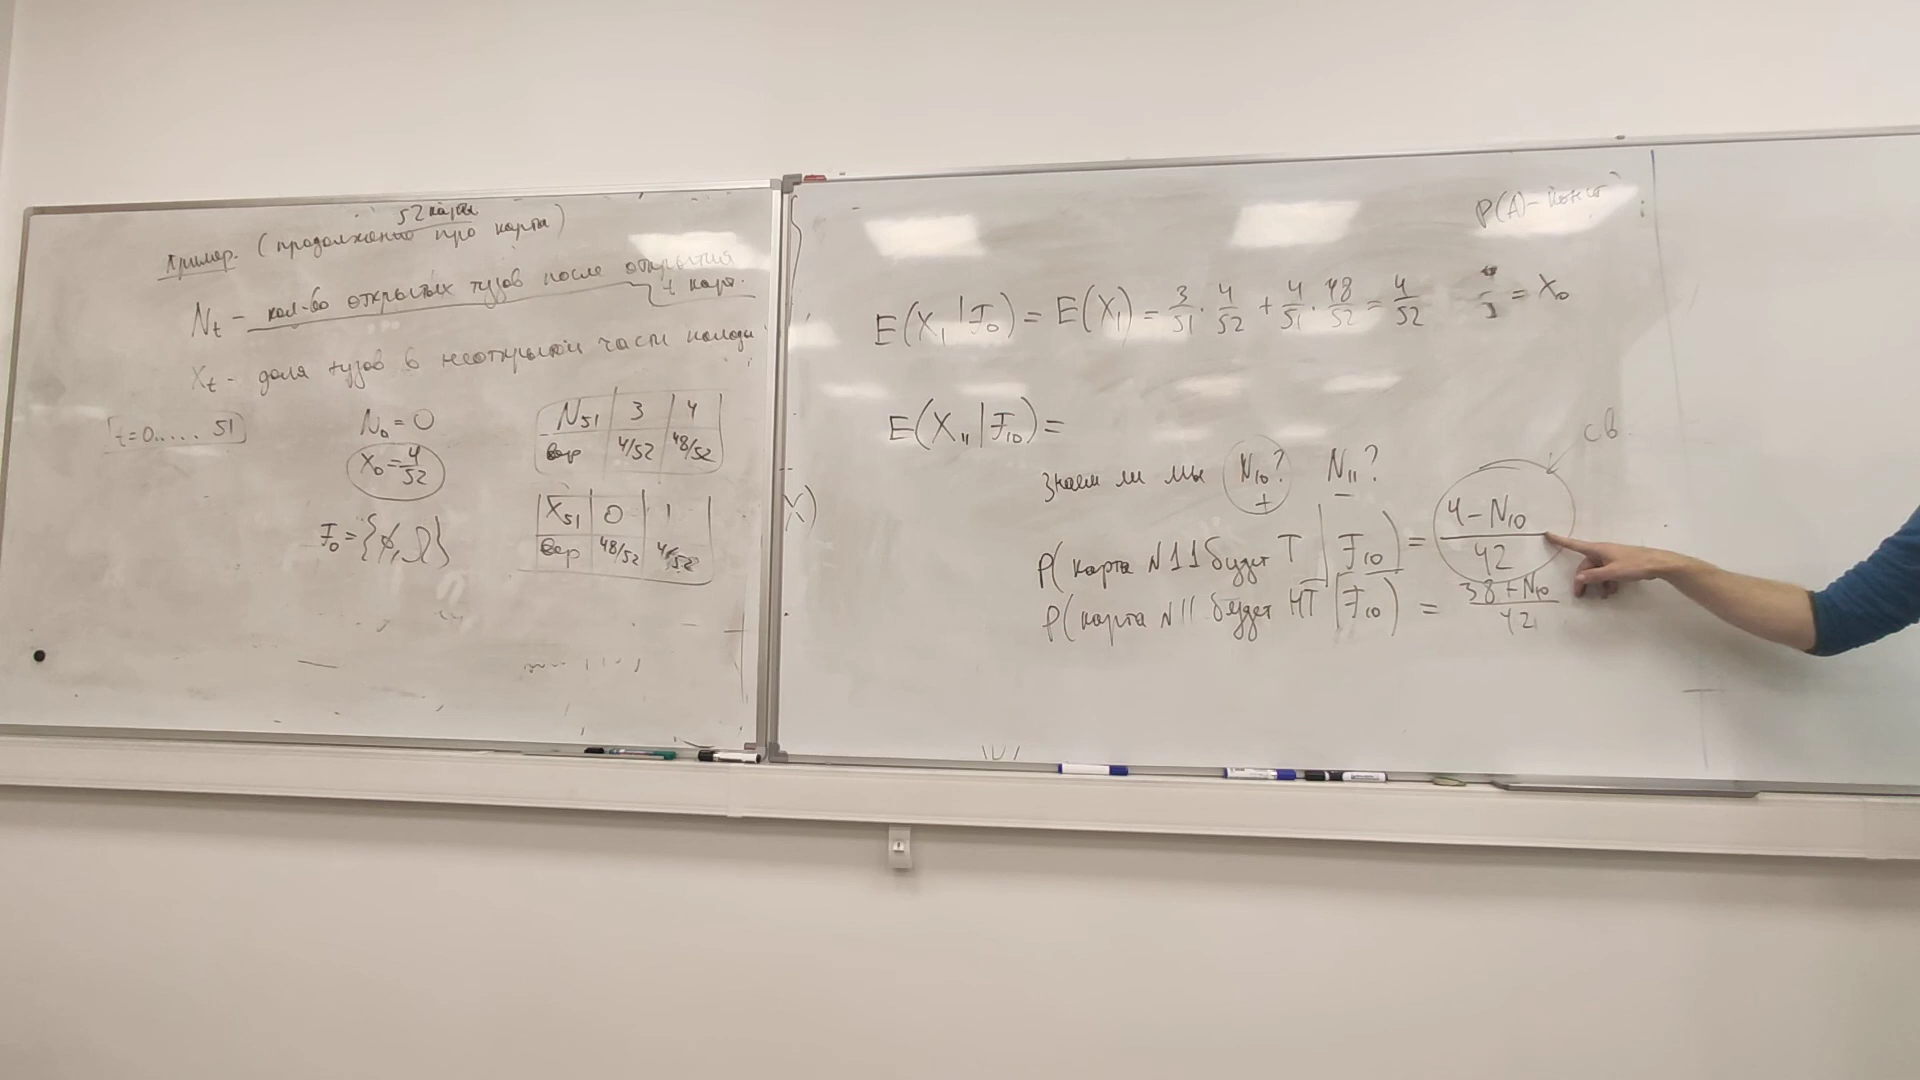 52 карты
Пример. (продолжение про карты)
N_t - кол-во открытых тузов после открытия
t карт.
X_t - доля тузов в неоткрытой части колоды
t=0.....51
N_0 = 0
X_0 = 4/52
F_0 = {∅, Ω}
N_51 | 3 | 4
вер | 4/52 | 48/52
X_51 | 0 | 1
вер | 48/52 | 4/52
P(A) -
E(X_1 | F_0) = E(X_1) = 3/51 · 4/52 + 4/51 · 48/52 = 4/52 = X_0
E(X_11 | F_10) =
св
Знаем ли мы N_10? N_11?
+ −
P(карта N11 будет Т | F_10) = (4 - N_10)/42
P(карта N11 будет НТ | F_10) = (38 + N_10)/42